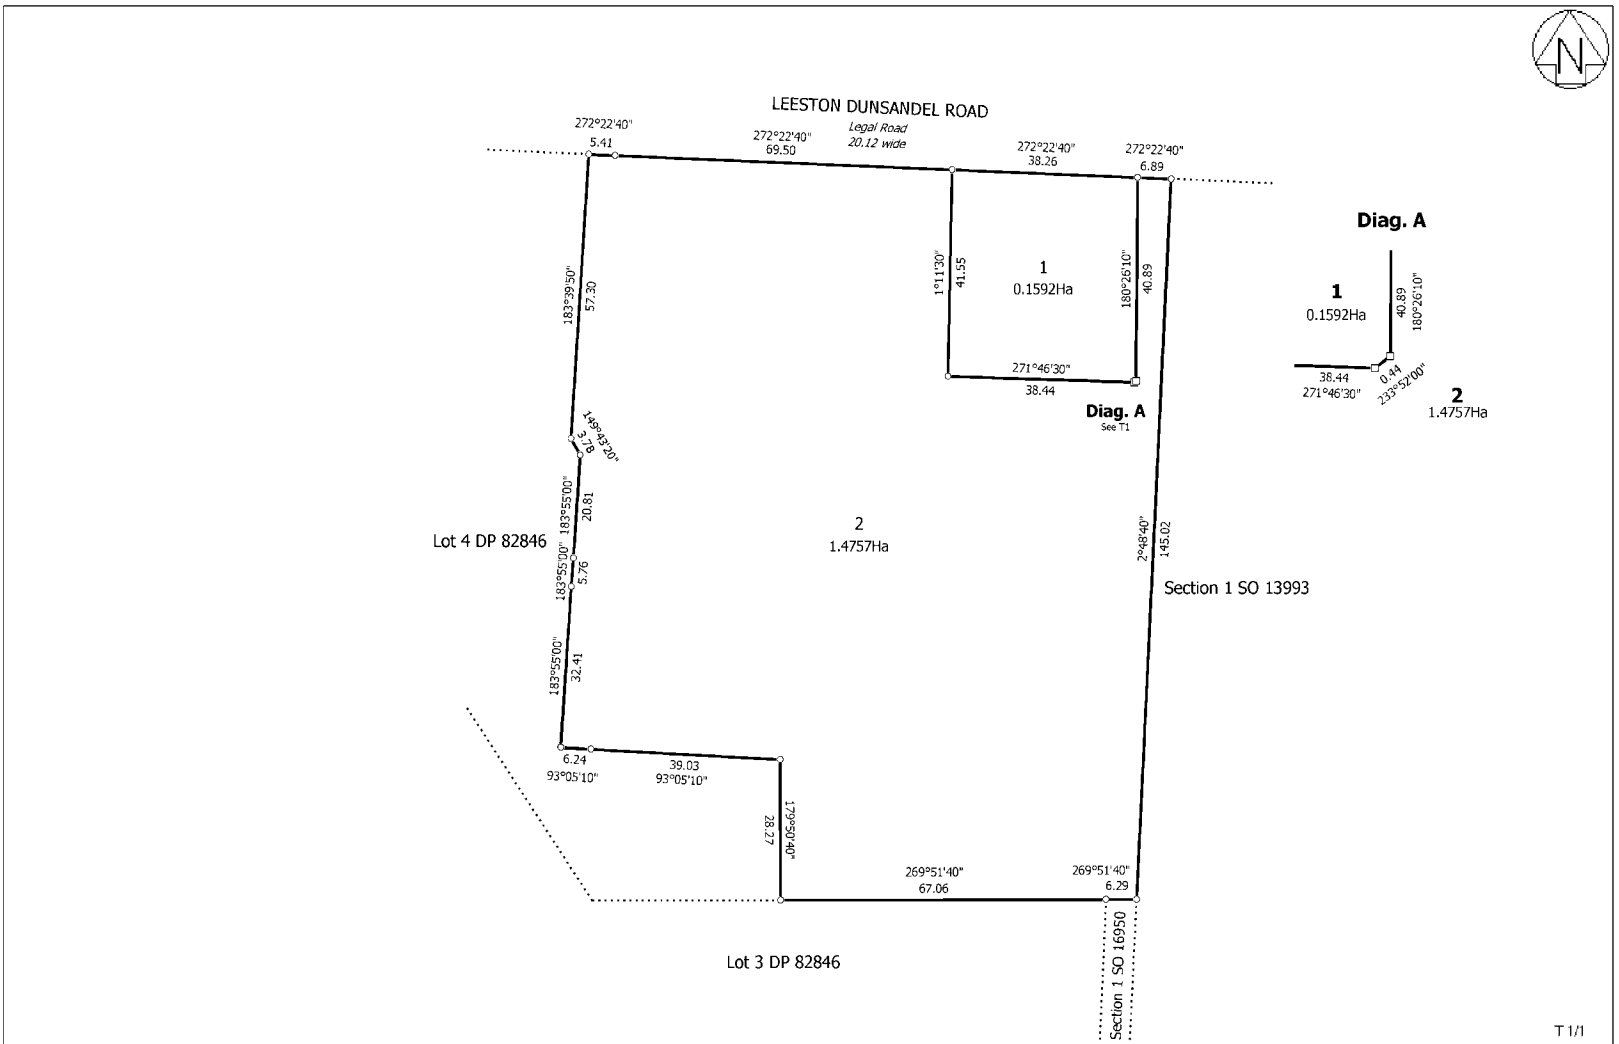 N
LEESTON DUNSANDEL ROAD
Legal Road
20.12 wide
272°22'40"
5.41
272°22'40"
69.50
272°22'40"
38.26
272°22'40"
6.89
Diag. A
1
0.1592Ha
40.89
180°26'10"
38.44
271°46'30"
0.44
233°52'00"
2
1.4757Ha
183°39'50"
57.30
1°11'30"
41.55
1
0.1592Ha
180°26'10"
40.89
271°46'30"
38.44
Diag. A
See T1
149°43'20"
3.78
183°55'00"
20.81
Lot 4 DP 82846
183°55'00"
5.76
2
1.4757Ha
2°48'40"
145.02
Section 1 SO 13993
183°55'00"
32.41
6.24
93°05'10"
39.03
93°05'10"
28.27
179°50'40"
269°51'40"
67.06
269°51'40"
6.29
Lot 3 DP 82846
Section 1 SO 16950
T 1/1